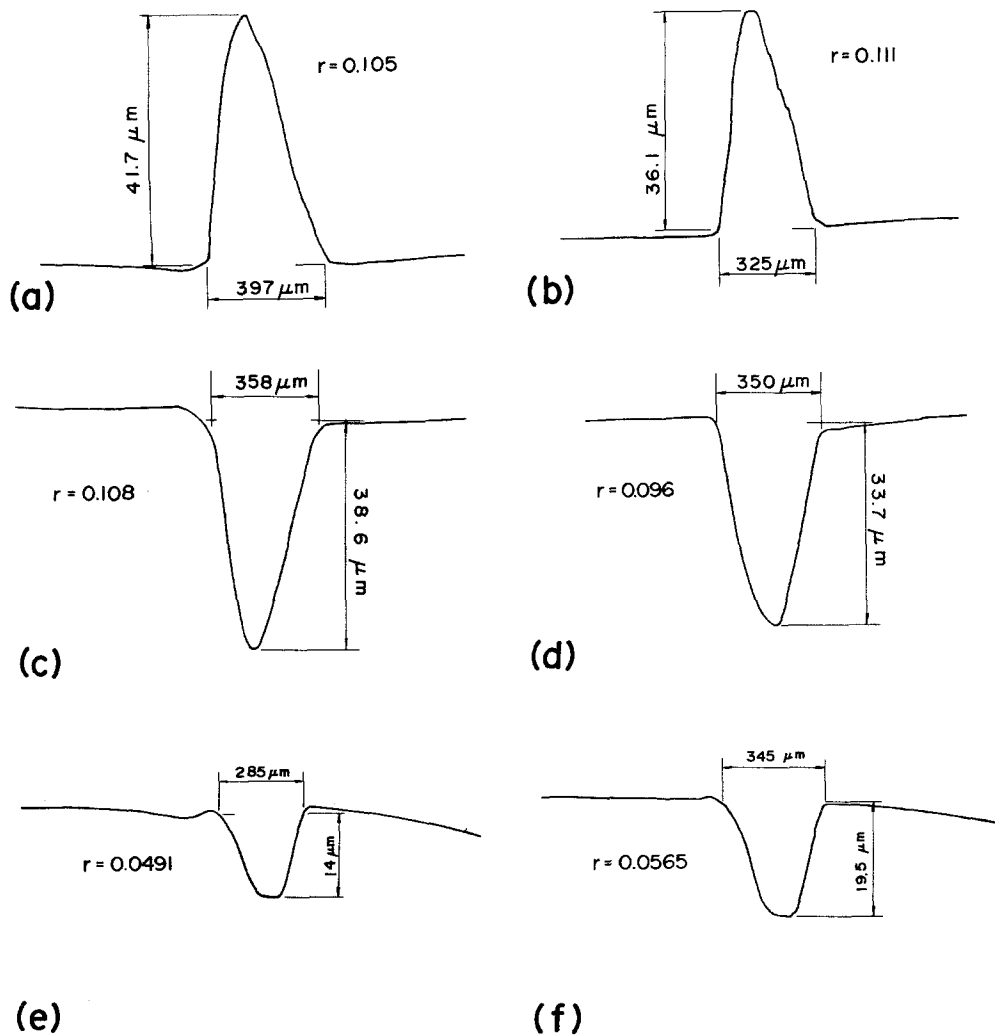 41.7 μm
r = 0.105
397 μm
(a)
36.1 μm
r = 0.111
325 μm
(b)
358 μm
r = 0.108
38.6 μm
(c)
350 μm
r = 0.096
33.7 μm
(d)
285 μm
r = 0.0491
14 μm
(e)
345 μm
r = 0.0565
19.5 μm
(f)